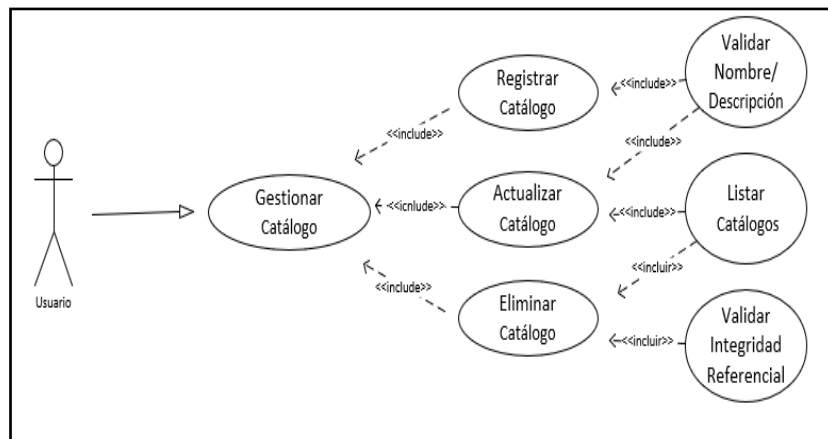 Validar
Nombre/
Descripción
Registrar
Catálogo
<<include>>
<<include>>
<<include>>
Gestionar
Catálogo
<<icnlude>>
Actualizar
Catálogo
<<include>>
Listar
Catálogos
<<include>>
<<incluir>>
Eliminar
Catálogo
<<incluir>>
Validar
Integridad
Referencial
Usuario